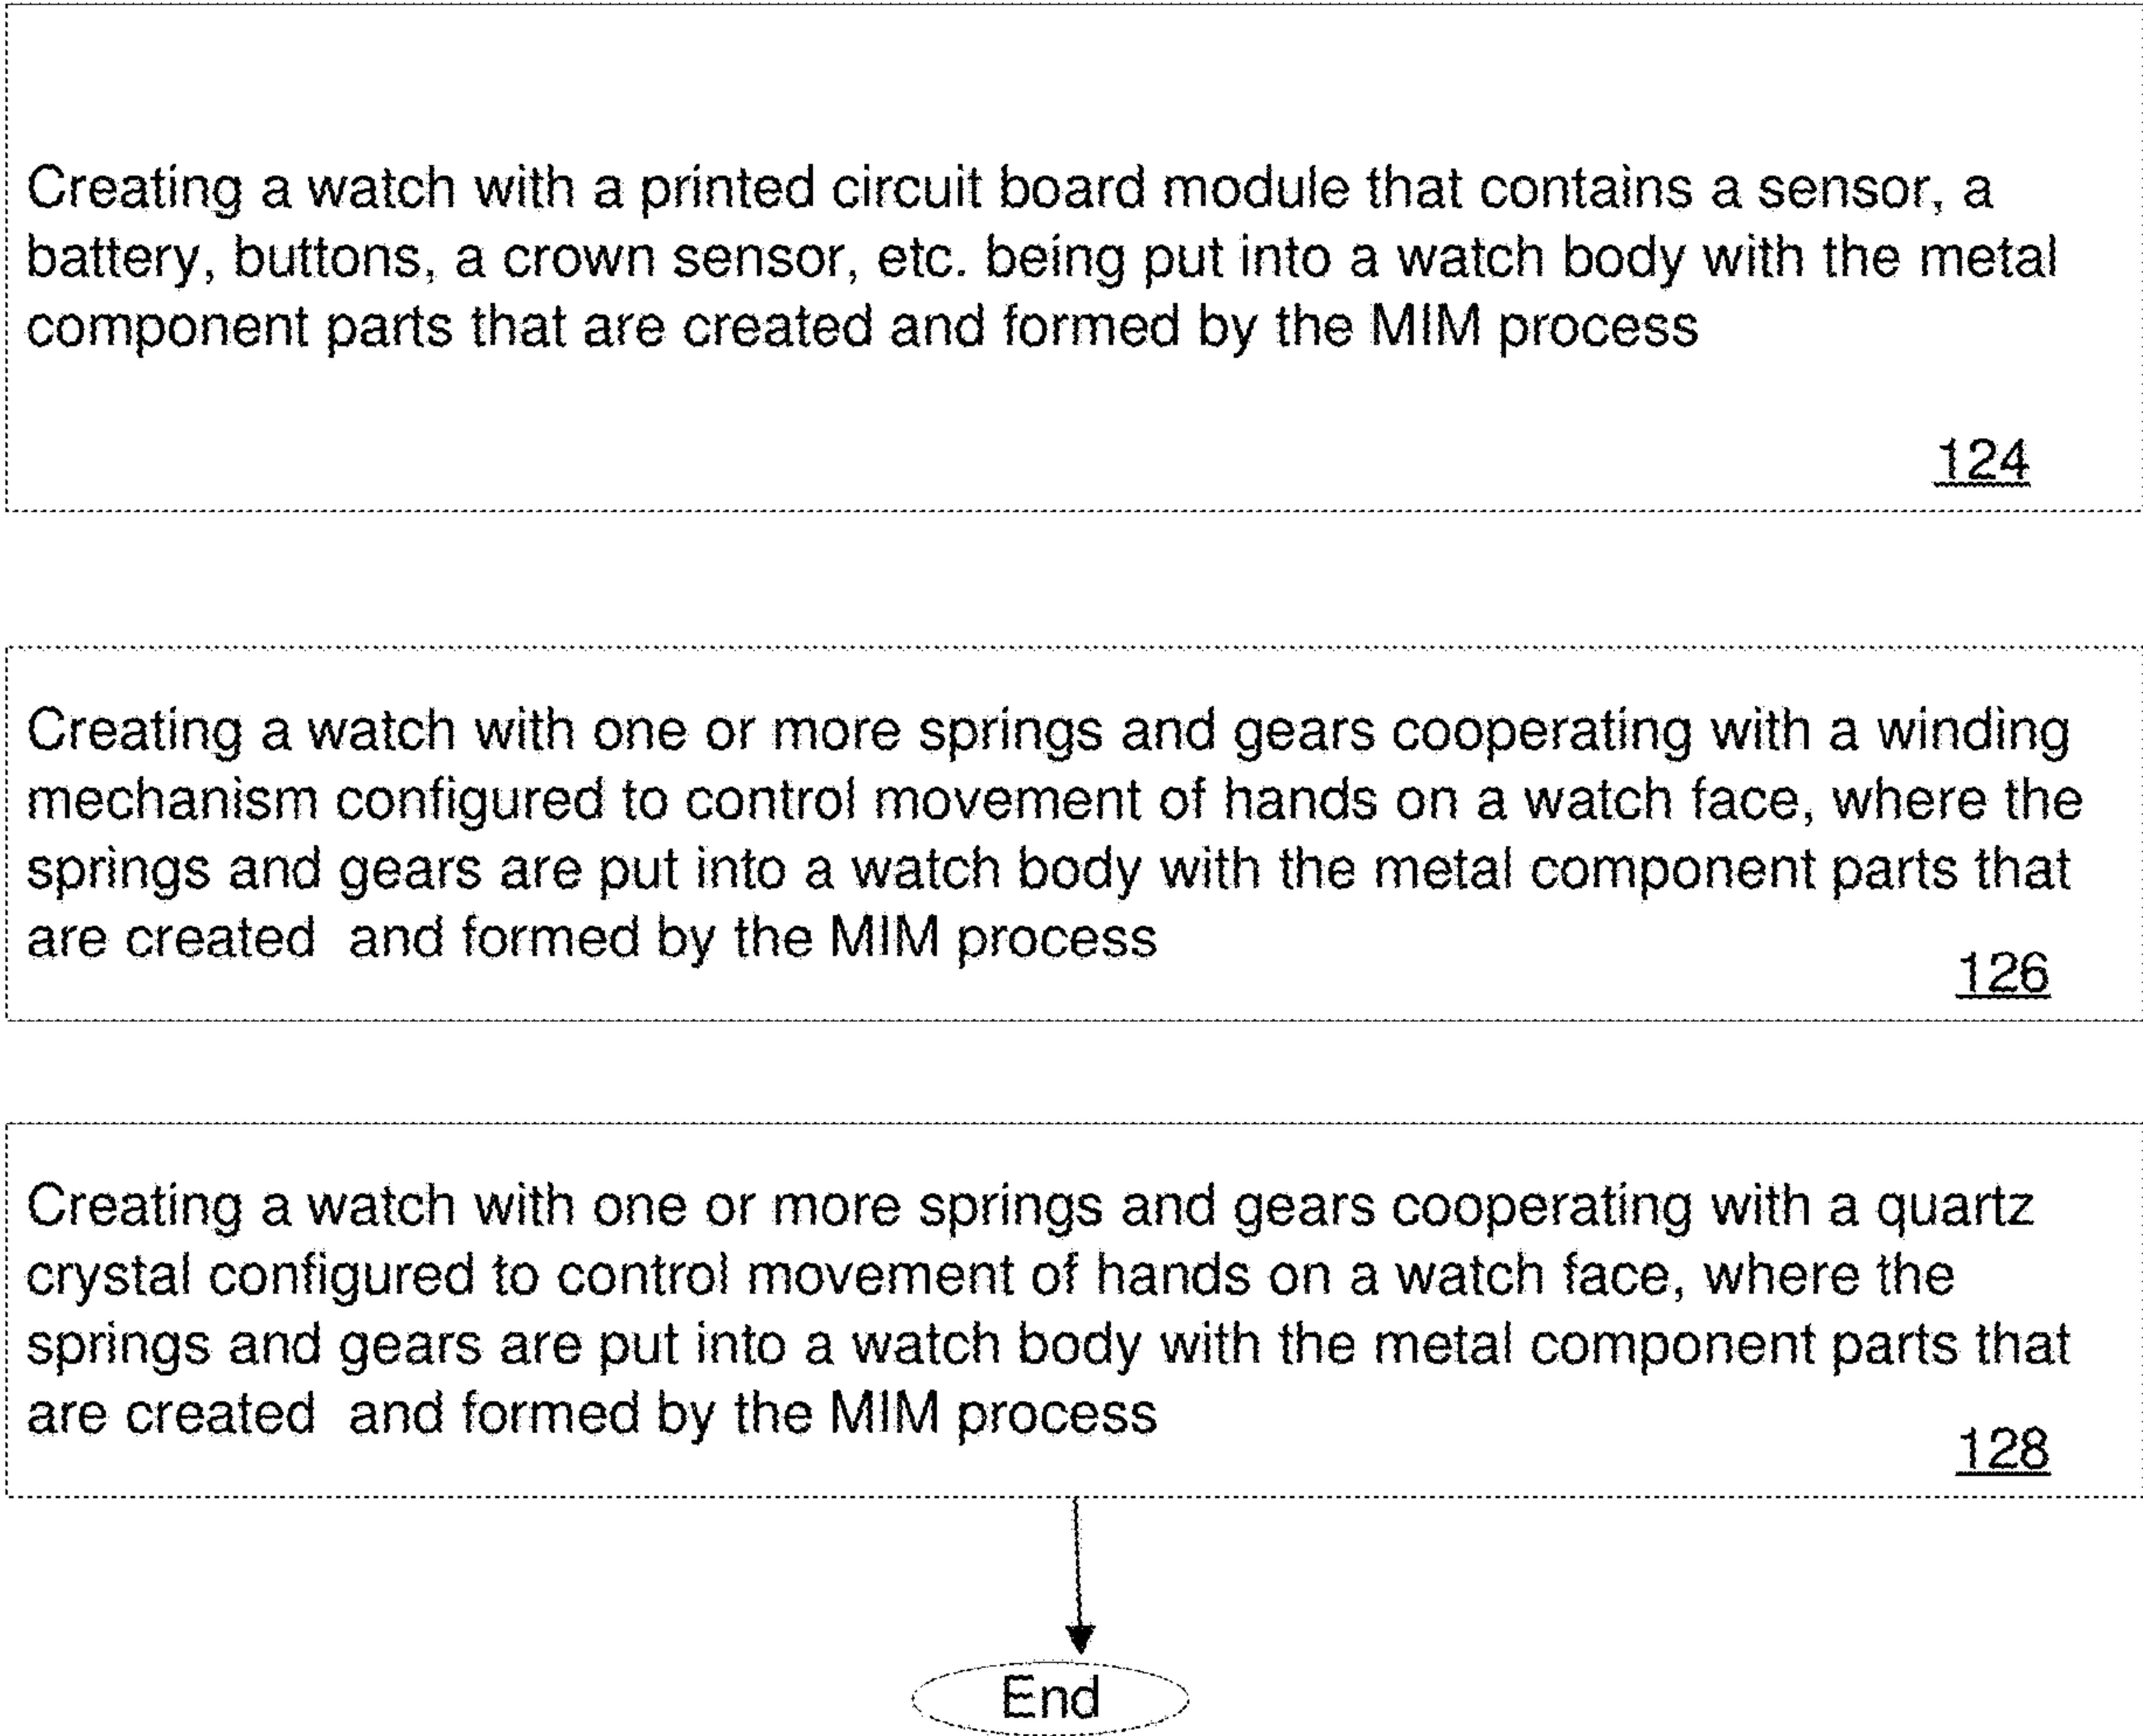 Creating a watch with a printed circuit board module that contains a sensor, a
battery, buttons, a crown sensor, etc. being put into a watch body with the metal
component parts that are created and formed by the MIM process
124
Creating a watch with one or more springs and gears cooperating with a winding
mechanism configured to control movement of hands on a watch face, where the
springs and gears are put into a watch body with the metal component parts that
are created  and formed by the MIM process
126
Creating a watch with one or more springs and gears cooperating with a quartz
crystal configured to control movement of hands on a watch face, where the
springs and gears are put into a watch body with the metal component parts that
are created  and formed by the MIM process
128
End